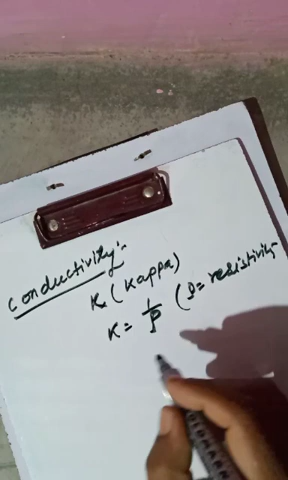 Conductivity:-
K (Kappa)
K = 1/ρ (ρ = resistivity